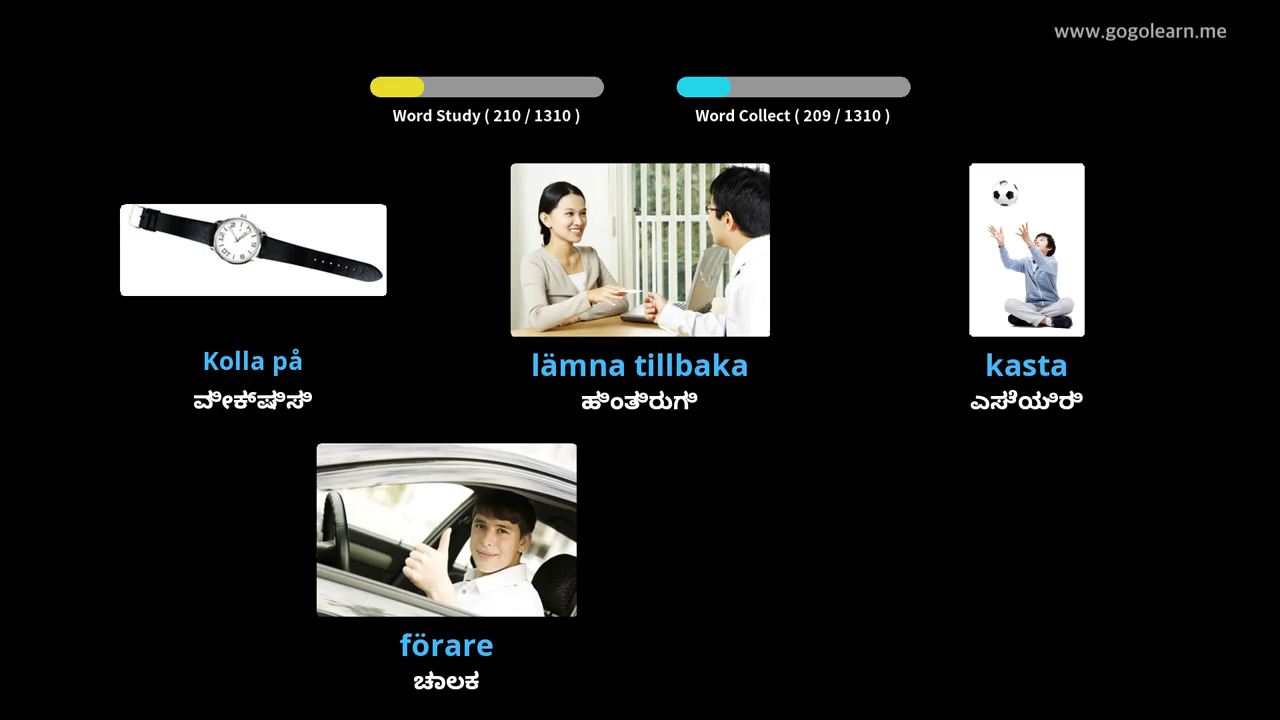 www.gogolearn.me
Word Study ( 210 / 1310 )
Word Collect ( 209 / 1310 )
Kolla på
ವೀಕ್ಷಿಸಿ
lämna tillbaka
ಹಿಂತಿರುಗಿ
kasta
ಎಸೆಯಿರಿ
förare
ಚಾಲಕ